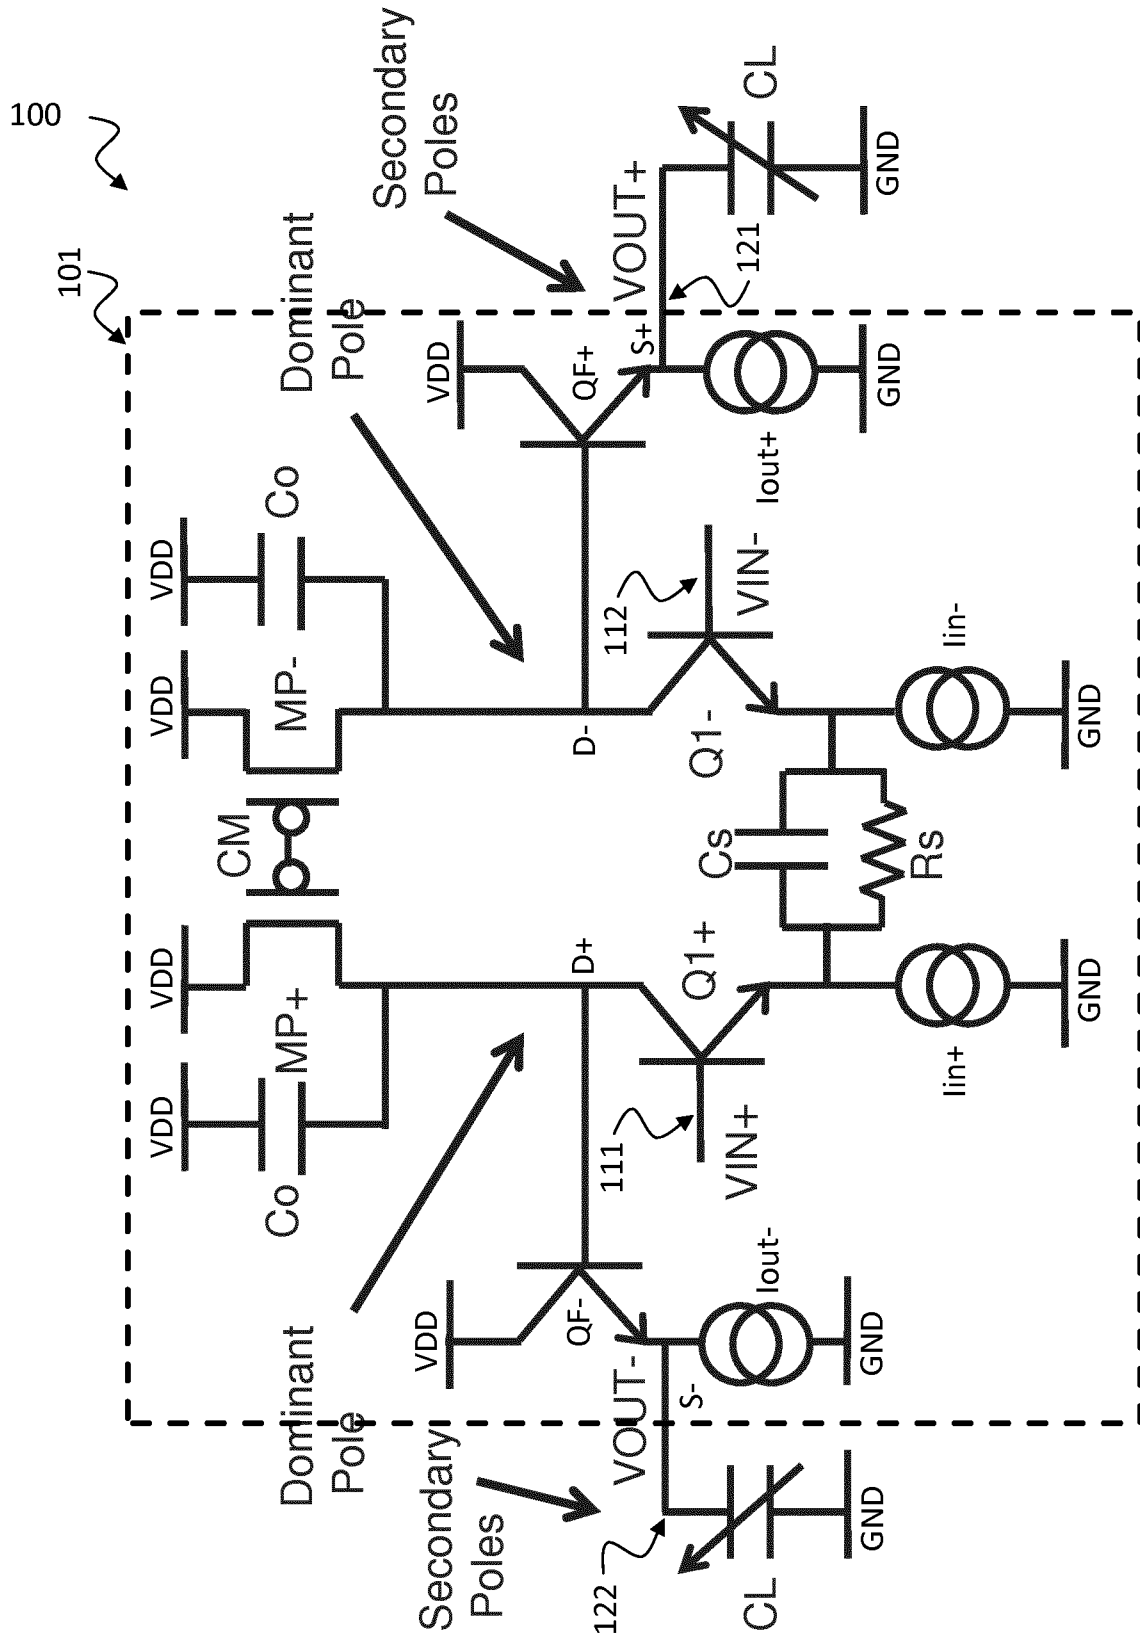 100
101
Secondary
Poles
CL
GND
VOUT+
121
Dominant
Pole
VDD
QF+
S+
Iout+
GND
VDD
Co
VDD
MP-
D-
112
VIN-
Q1-
Iin-
GND
CM
Cs
Rs
VDD
MP+
VDD
Co
D+
Q1+
111
VIN+
Iin+
GND
Dominant
Pole
VDD
QF-
VOUT-
S-
Iout-
GND
Secondary
Poles
122
CL
GND